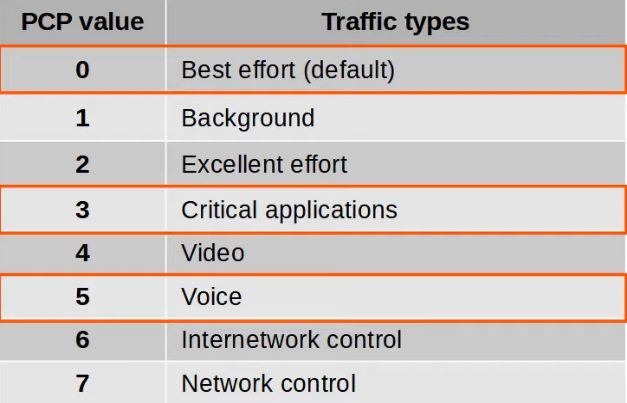 PCP value Traffic types
0 Best effort (default)
1 Background
2 Excellent effort
3 Critical applications
4 Video
5 Voice
6 Internetwork control
7 Network control